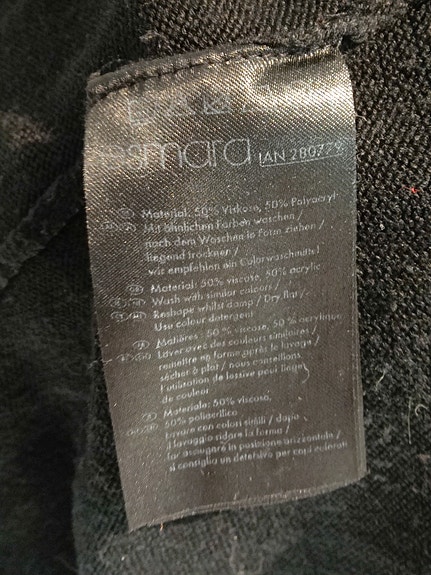 esmara IAN 280779
Material: 50% Viskose, 50% Polyacryl
Mit ähnlichen Farben waschen /
nach dem Waschen in Form ziehen /
liegend trocknen /
wir empfehlen ein Colorwaschmittel
Material: 50% viscose, 50% acrylic
Wash with similar colours /
Reshape whilst damp / Dry flat /
Use colour detergent
Matières: 50 % viscose, 50 % acrylique
Laver avec des couleurs similaires /
remettre en forme après le lavage /
séchez à plat / nous conseillons
l'utilisation de lessive pour linge
de couleur
Materiale: 50% viscosa,
50% poliacrilico
lavare con colori simili / dopo
il lavaggio ridare la forma /
far asciugare in posizione orizzontale /
si consiglia un detersivo per capi colorati